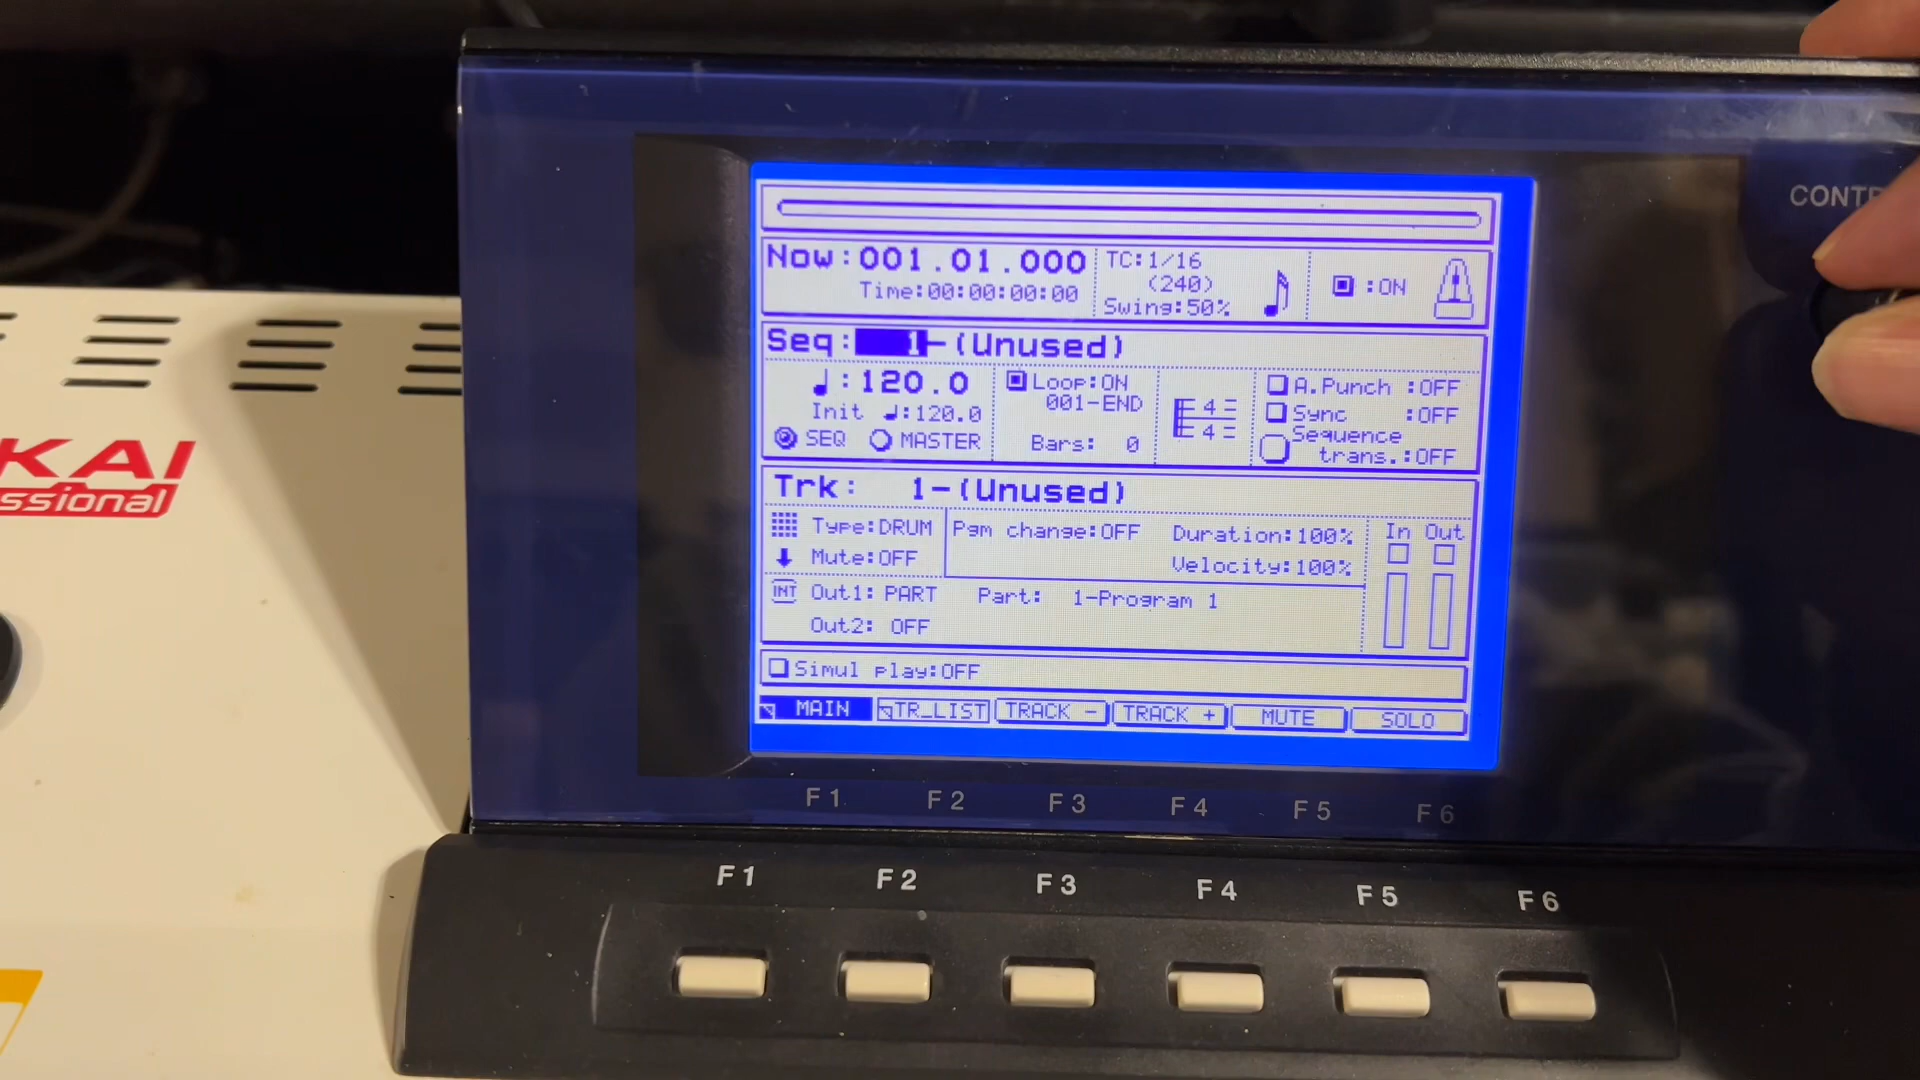 CONT
Now:001.01.000
Time:00:00:00:00
TC:1/16
(240)
Swing:50%
:ON
Seq: 1-(Unused)
:120.0
Init :120.0
SEQ MASTER
Loop:ON
001-END
Bars: 0
4
4
A.Punch :OFF
Sync :OFF
Sequence
trans.:OFF
Trk: 1-(Unused)
Type:DRUM
Mute:OFF
Pgm change:OFF
Duration:100%
Velocity:100%
In Out
INT Out1: PART Part: 1-Program 1
Out2: OFF
Simul play:OFF
MAIN TR_LIST TRACK - TRACK + MUTE SOLO
F1 F2 F3 F4 F5 F6
F1 F2 F3 F4 F5 F6
KAI
ssional